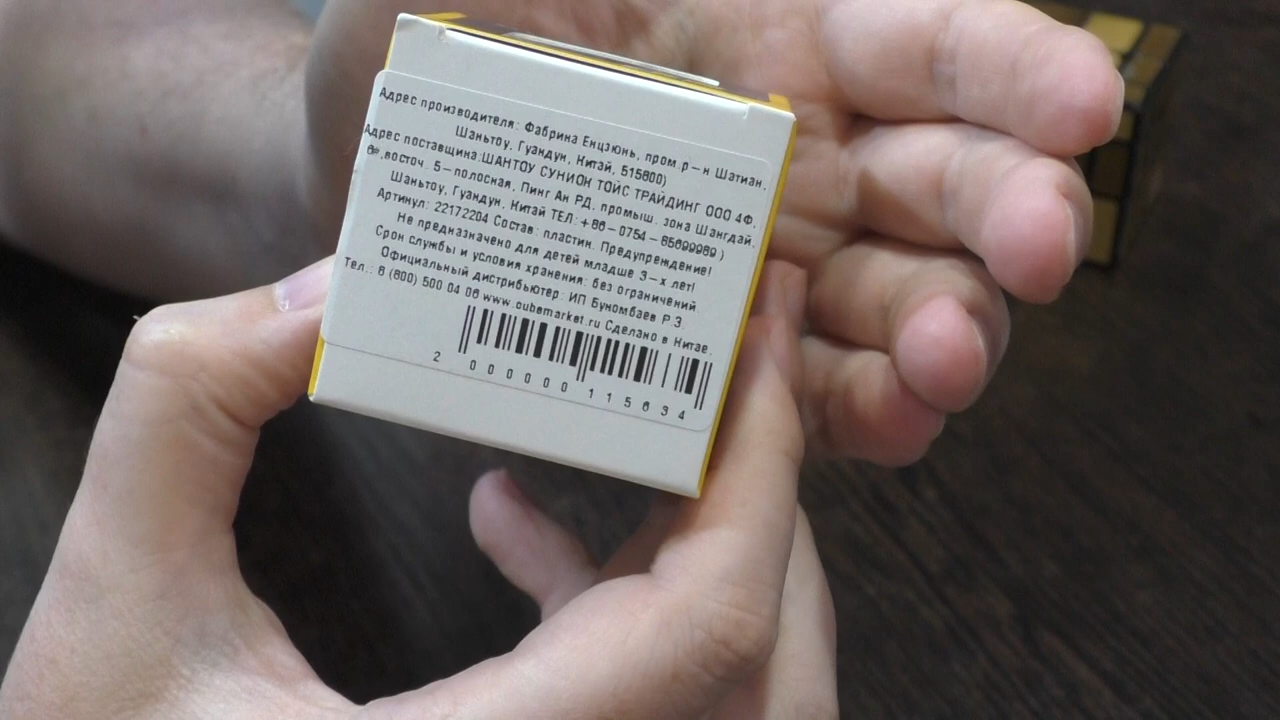 Адрес производителя: Фабрика Енцзюнь, пром.р-н Шатиан,
Шаньтоу, Гуандун, Китай, 515800)
Адрес поставщика:ШАНТОУ СУНИОН ТОЙС ТРАЙДИНГ ООО 4Ф,
восточ. 5-полосная, Пинг Ан РД, промыш. зона Шангдай,
Шаньтоу, Гуандун, Китай ТЕЛ:+86-0754-85699989 )
Артикул: 22172204 Состав: пластик. Предупреждение!
Не предназначено для детей младше 3-х лет!
Срок службы и условия хранения: без ограничений
Официальный дистрибьютер: ИП Букомбаев Р.З.
Тел.: 8 (800) 500 04 06 www.cubemarket.ru Сделано в Китае.
2 000000 115634